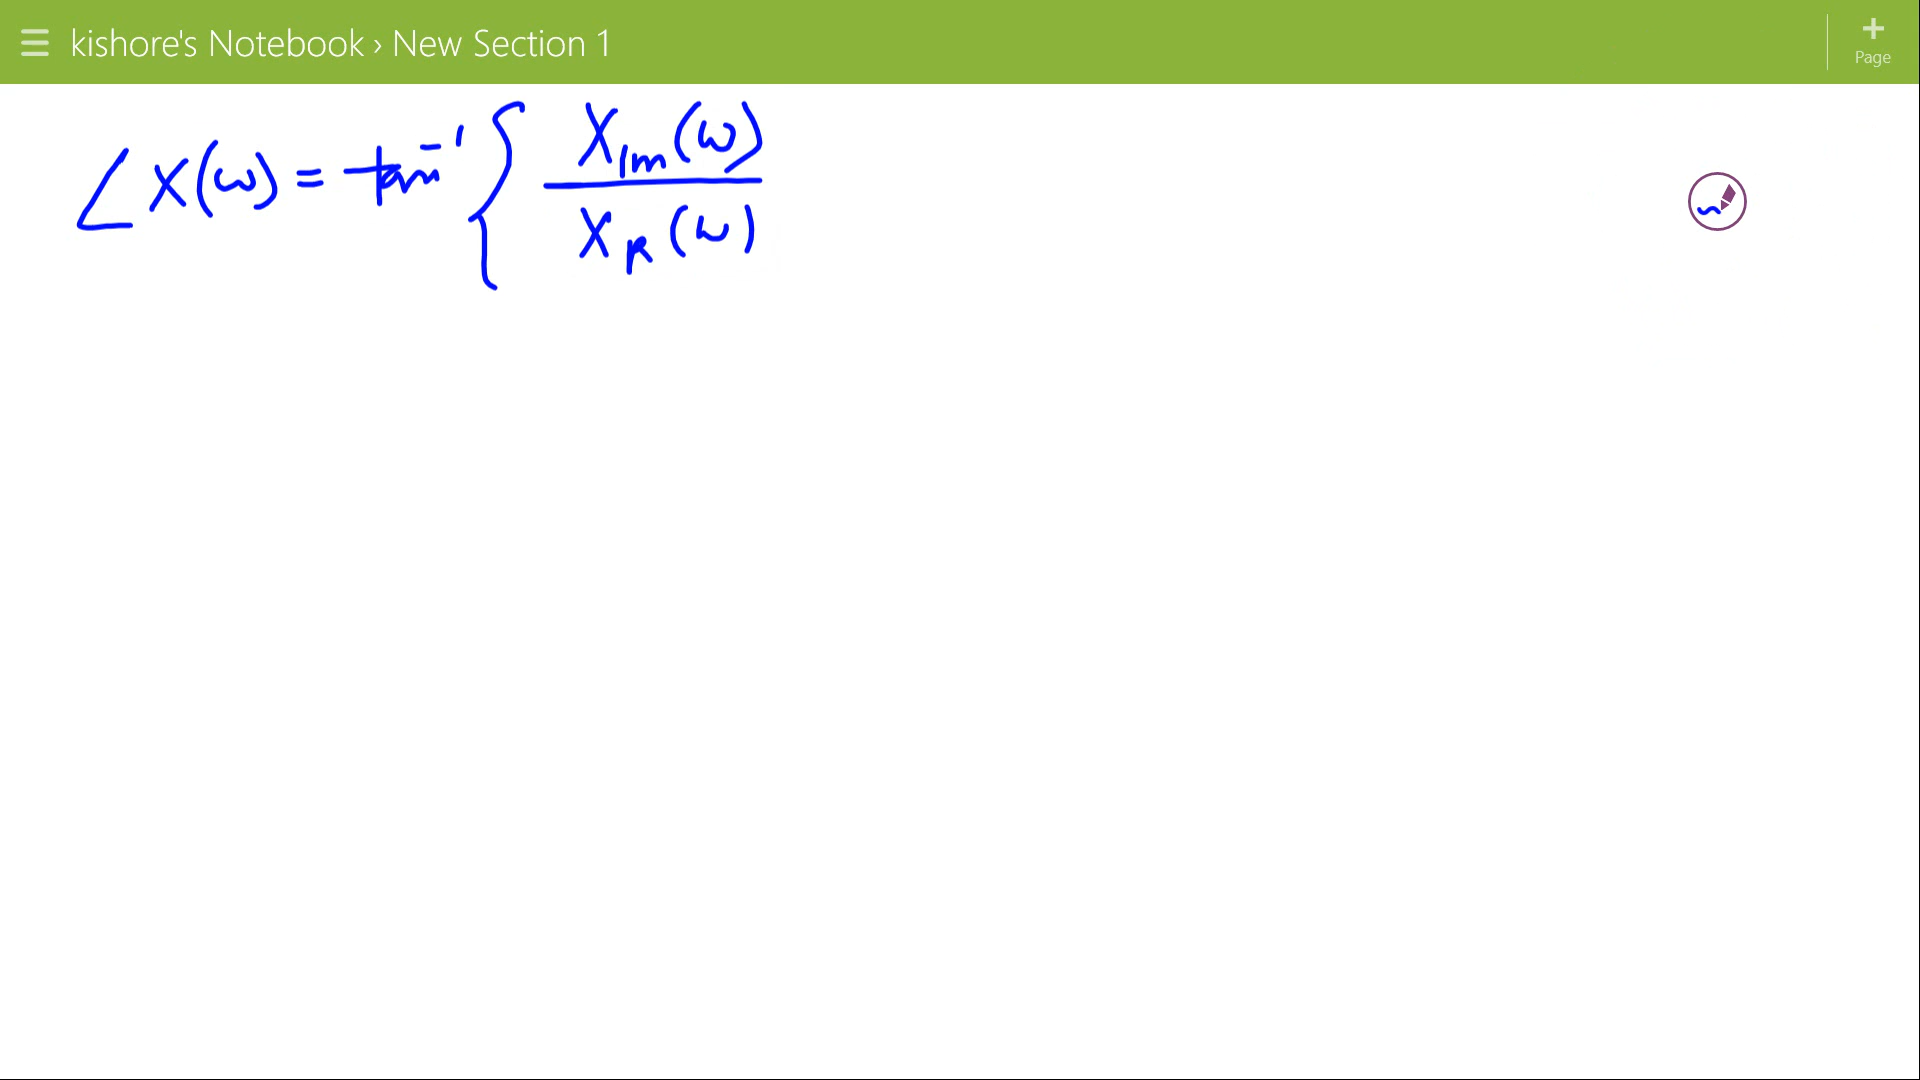 kishore's Notebook › New Section 1
+
Page
∠X(ω) = tan⁻¹ { X_Im(ω) / X_R(ω)